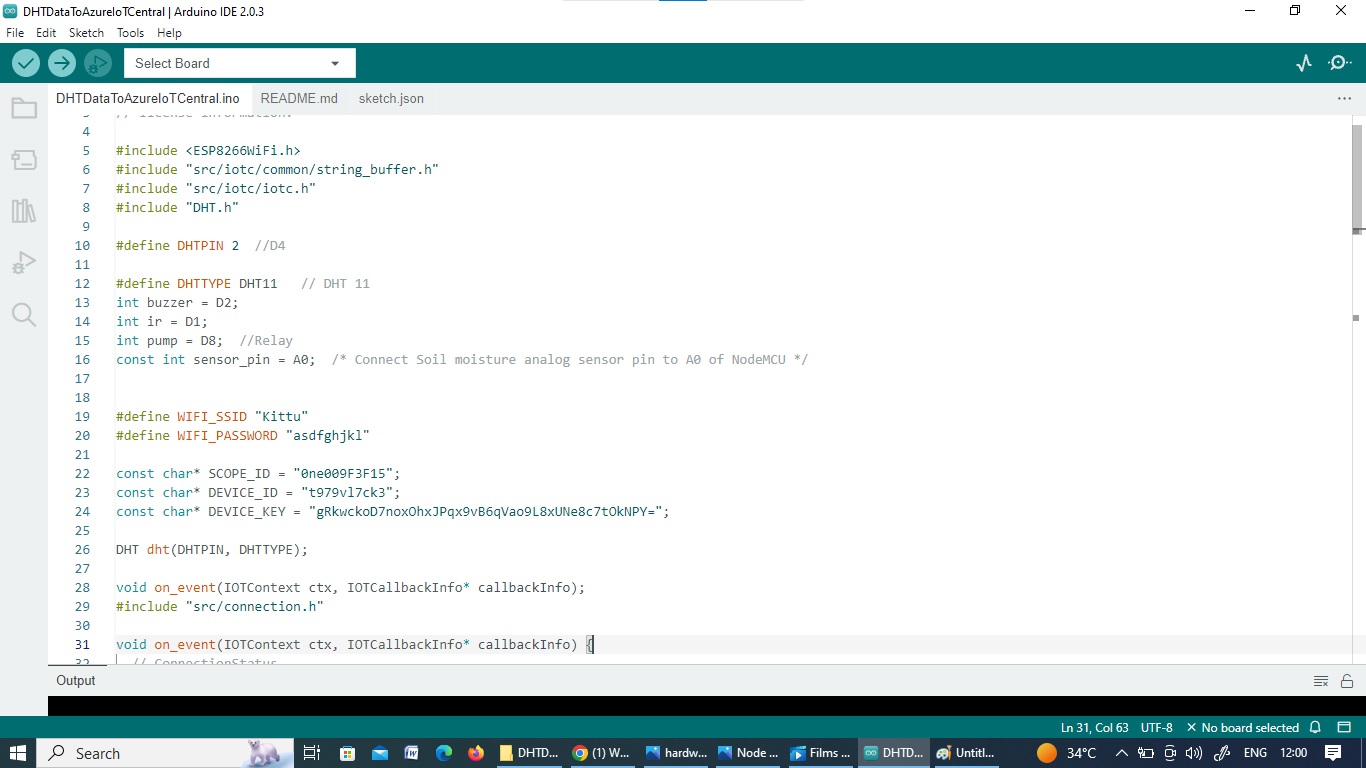 DHTDataToAzureIoTCentral | Arduino IDE 2.0.3
File Edit Sketch Tools Help
Select Board
DHTDataToAzureIoTCentral.ino README.md sketch.json
3 // license information.
4
5 #include <ESP8266WiFi.h>
6 #include "src/iotc/common/string_buffer.h"
7 #include "src/iotc/iotc.h"
8 #include "DHT.h"
9
10 #define DHTPIN 2 //D4
11
12 #define DHTTYPE DHT11 // DHT 11
13 int buzzer = D2;
14 int ir = D1;
15 int pump = D8; //Relay
16 const int sensor_pin = A0; /* Connect Soil moisture analog sensor pin to A0 of NodeMCU */
17
18
19 #define WIFI_SSID "Kittu"
20 #define WIFI_PASSWORD "asdfghjkl"
21
22 const char* SCOPE_ID = "0ne009F3F15";
23 const char* DEVICE_ID = "t979vl7ck3";
24 const char* DEVICE_KEY = "gRkwckoD7noxOhxJPqx9vB6qVao9L8xUNe8c7tOkNPY=";
25
26 DHT dht(DHTPIN, DHTTYPE);
27
28 void on_event(IOTContext ctx, IOTCallbackInfo* callbackInfo);
29 #include "src/connection.h"
30
31 void on_event(IOTContext ctx, IOTCallbackInfo* callbackInfo) {
32 // ConnectionStatus
Output
Ln 31, Col 63 UTF-8 No board selected
Search DHTD... (1) W... hardw... Node ... Films ... DHTD... Untitl... 34°C ENG 12:00